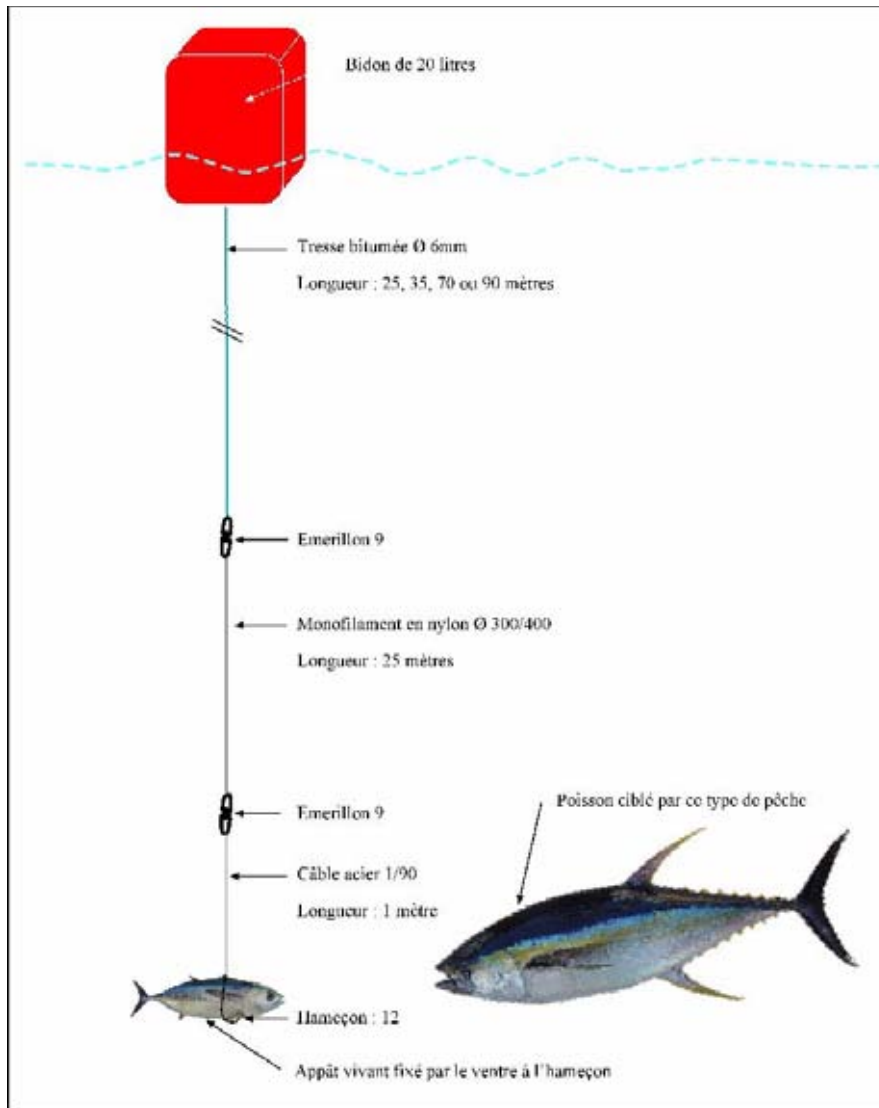 Bidon de 20 litres
Tresse bitumée Ø 6mm
Longueur : 25, 35, 70 ou 90 mètres
Emerillon 9
Monofilament en nylon Ø 300/400
Longueur : 25 mètres
Emerillon 9
Poisson ciblé par ce type de pêche
Câble acier 1/90
Longueur : 1 mètre
Hameçon : 12
Appât vivant fixé par le ventre à l'hameçon